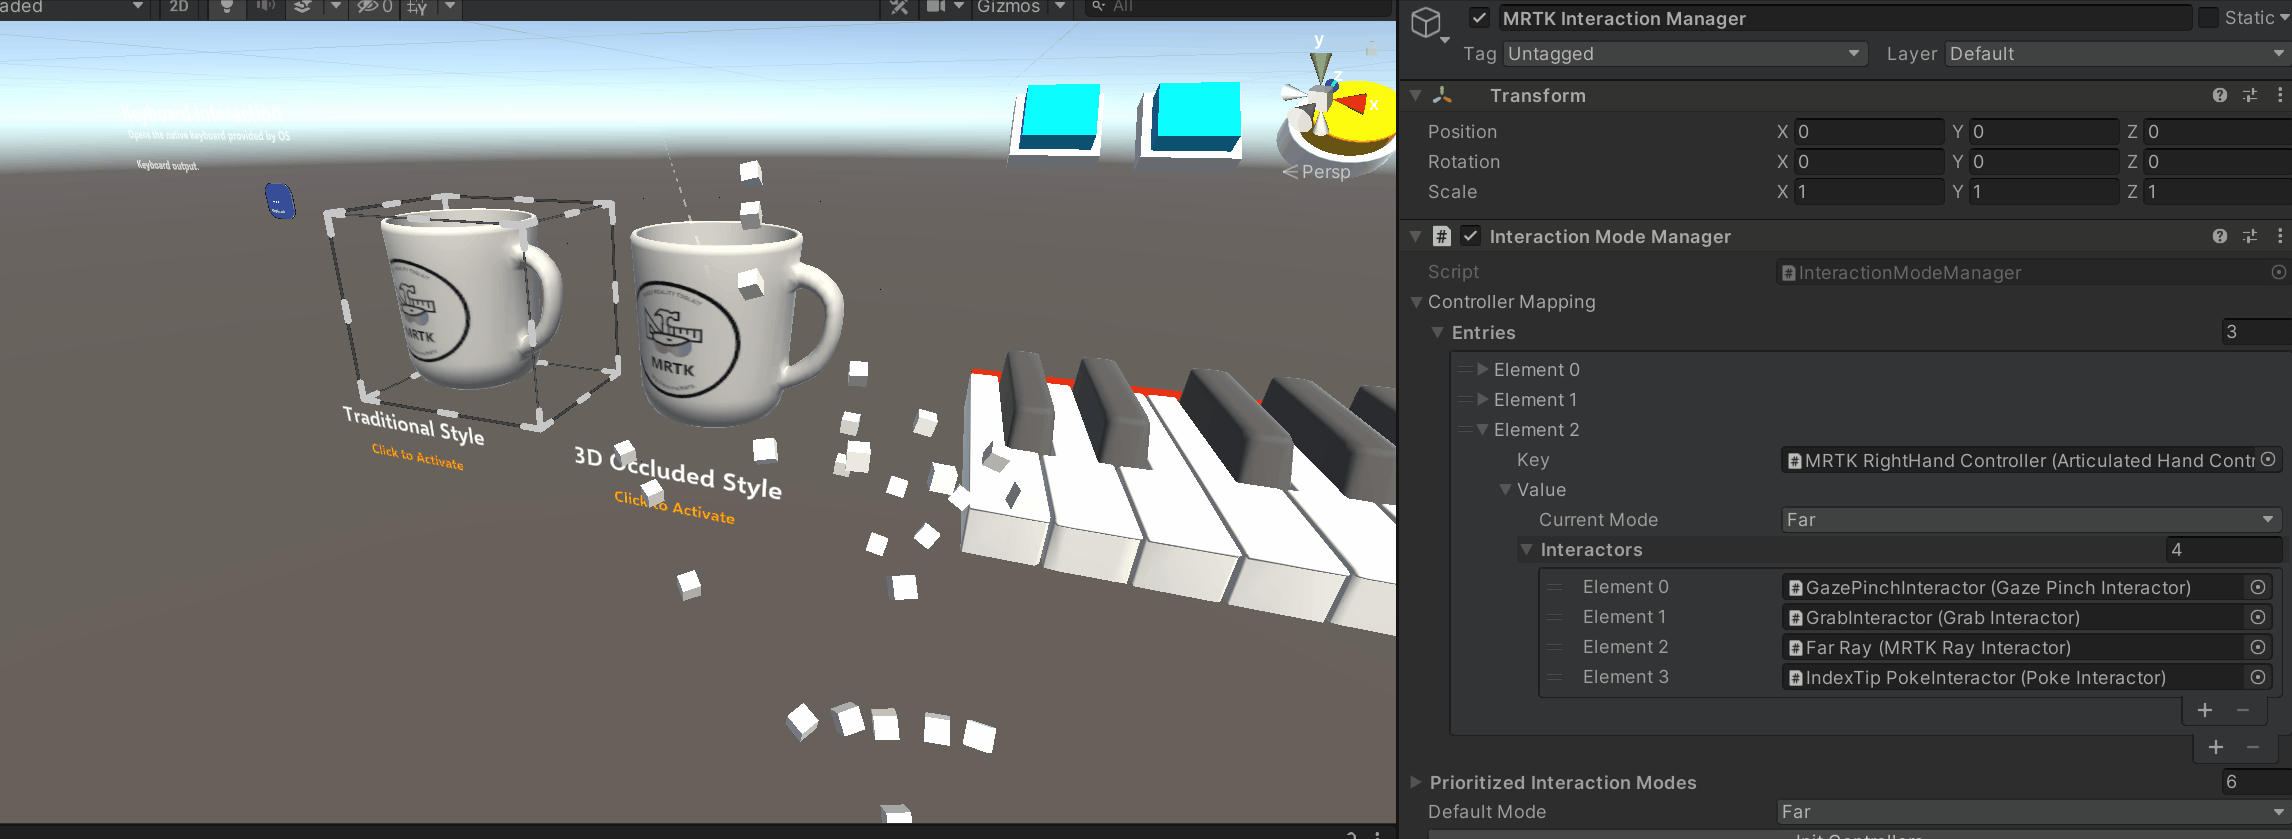 aded
2D
0
Gizmos
All
Keyboard Interaction
Opens the native keyboard provided by OS
Keyboard output.
y
z
x
Persp
MRTK
MRTK
Traditional Style
Click to Activate
3D Occluded Style
Click to Activate
MRTK Interaction Manager
Static
Tag Untagged Layer Default
Transform
Position X 0 Y 0 Z 0
Rotation X 0 Y 0 Z 0
Scale X 1 Y 1 Z 1
# Interaction Mode Manager
Script # InteractionModeManager
Controller Mapping
Entries 3
Element 0
Element 1
Element 2
Key # MRTK RightHand Controller (Articulated Hand Contr
Value
Current Mode Far
Interactors 4
Element 0 # GazePinchInteractor (Gaze Pinch Interactor)
Element 1 # GrabInteractor (Grab Interactor)
Element 2 # Far Ray (MRTK Ray Interactor)
Element 3 # IndexTip PokeInteractor (Poke Interactor)
+ −
+ −
Prioritized Interaction Modes 6
Default Mode Far
Init Controllers